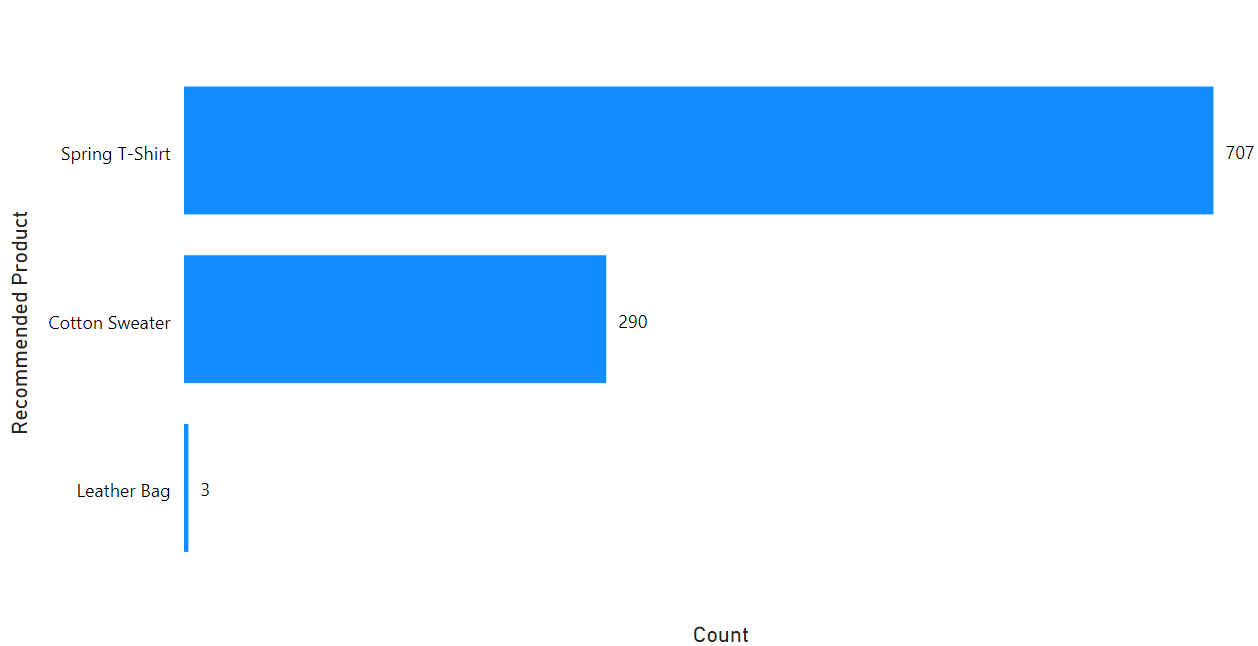 Recommended Product
Spring T-Shirt
707
Cotton Sweater
290
Leather Bag
3
Count